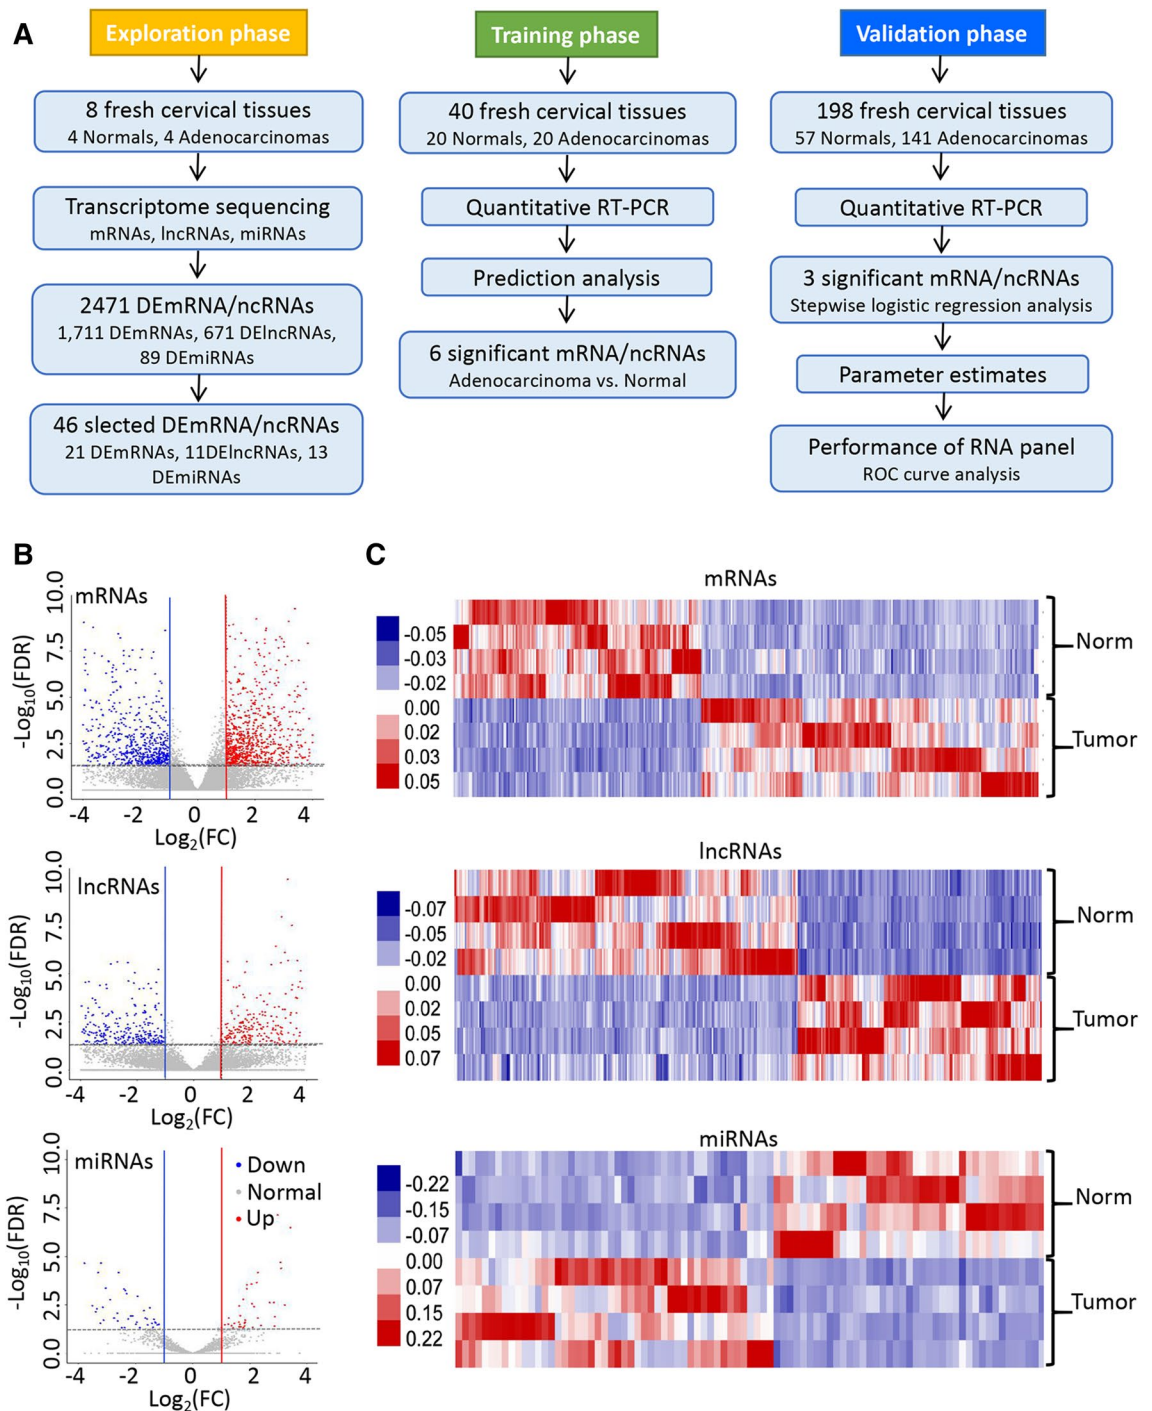 A
Exploration phase
8 fresh cervical tissues
4 Normals, 4 Adenocarcinomas
Transcriptome sequencing
mRNAs, lncRNAs, miRNAs
2471 DEmRNA/ncRNAs
1,711 DEmRNAs, 671 DElncRNAs,
89 DEmiRNAs
46 slected DEmRNA/ncRNAs
21 DEmRNAs, 11DElncRNAs, 13
DEmiRNAs
Training phase
40 fresh cervical tissues
20 Normals, 20 Adenocarcinomas
Quantitative RT-PCR
Prediction analysis
6 significant mRNA/ncRNAs
Adenocarcinoma vs. Normal
Validation phase
198 fresh cervical tissues
57 Normals, 141 Adenocarcinomas
Quantitative RT-PCR
3 significant mRNA/ncRNAs
Stepwise logistic regression analysis
Parameter estimates
Performance of RNA panel
ROC curve analysis
B
mRNAs
-Log10(FDR)
10.0
7.5
5.0
2.5
0.0
-4 -2 0 2 4
Log2(FC)
lncRNAs
-Log10(FDR)
10.0
7.5
5.0
2.5
0.0
-4 -2 0 2 4
Log2(FC)
miRNAs
Down
Normal
Up
-Log10(FDR)
10.0
7.5
5.0
2.5
0.0
-4 -2 0 2 4
Log2(FC)
C
mRNAs
-0.05
-0.03
-0.02
0.00
0.02
0.03
0.05
Norm
Tumor
lncRNAs
-0.07
-0.05
-0.02
0.00
0.02
0.05
0.07
Norm
Tumor
miRNAs
-0.22
-0.15
-0.07
0.00
0.07
0.15
0.22
Norm
Tumor